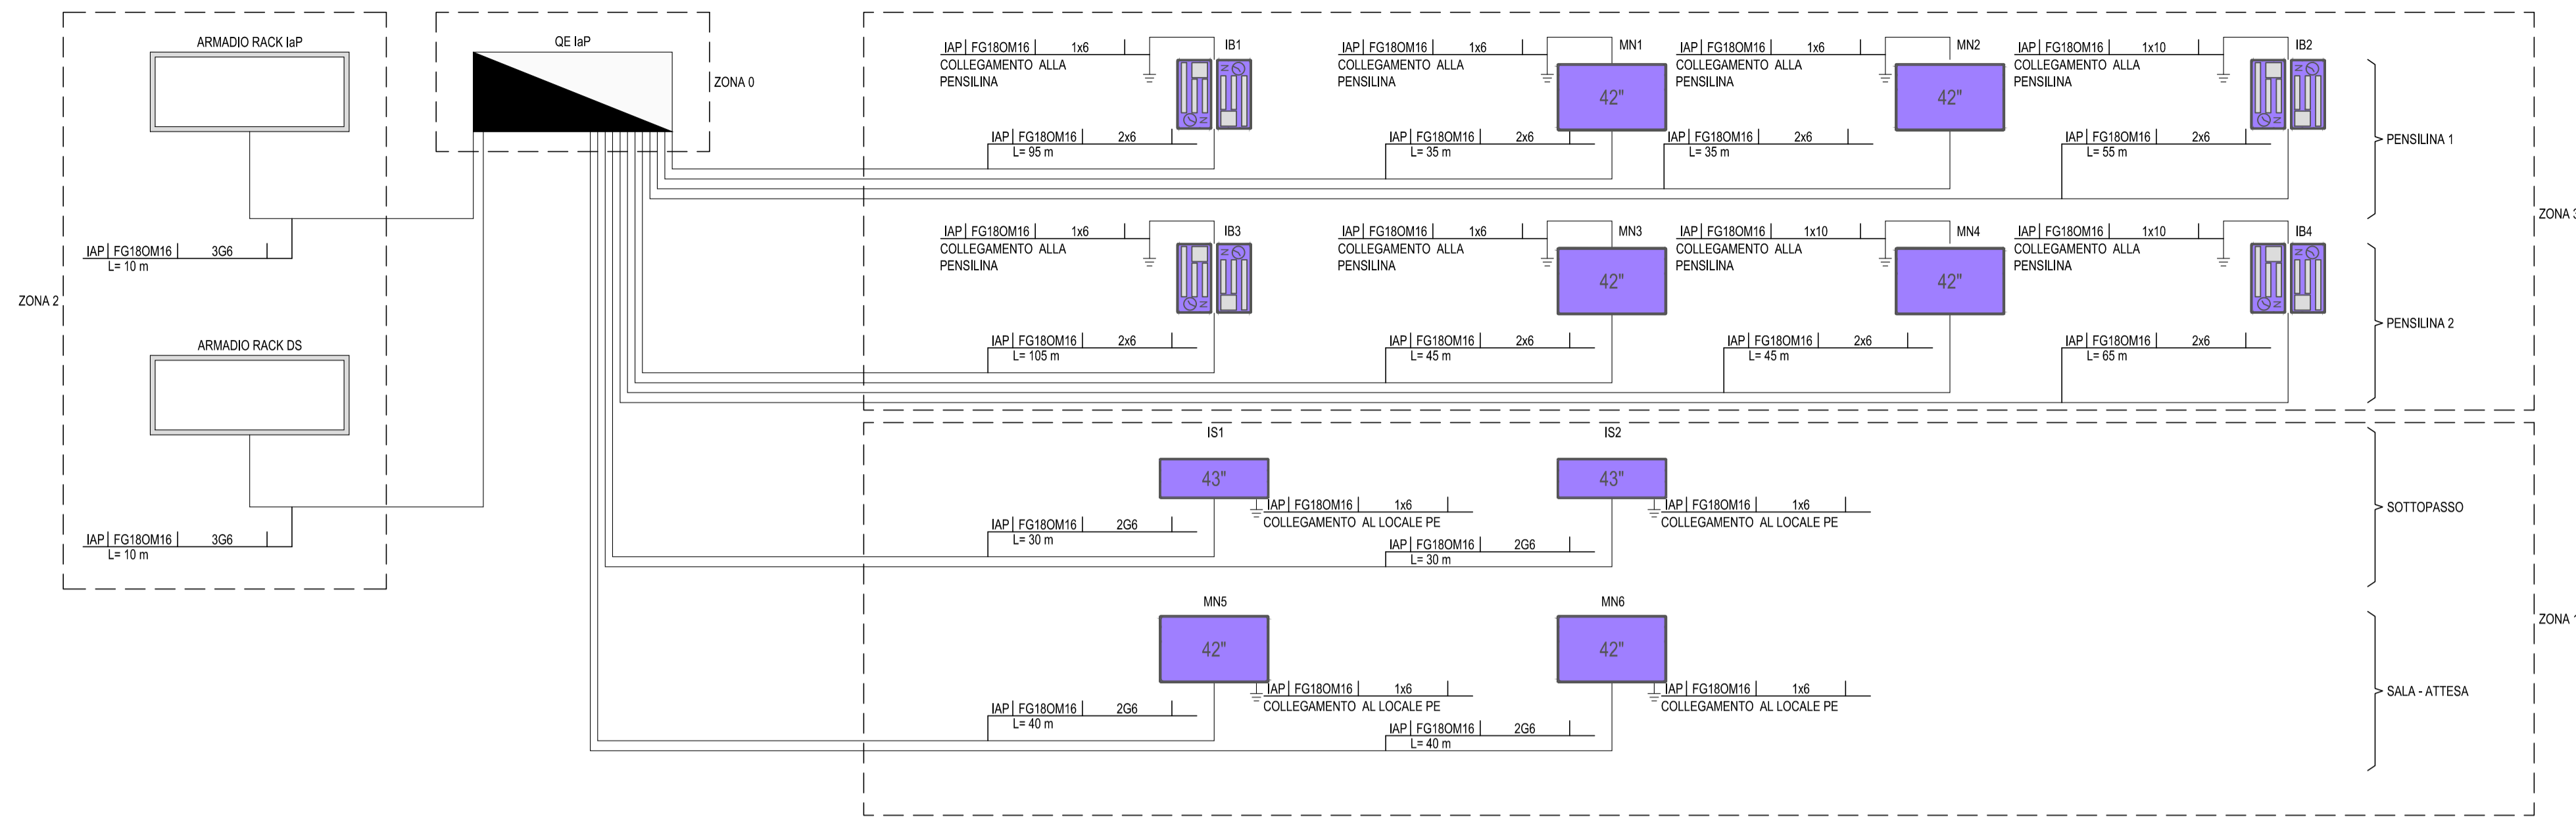 ARMADIO RACK IaP
IAP FG18OM16 3G6
L= 10 m
ZONA 2
ARMADIO RACK DS
IAP FG18OM16 3G6
L= 10 m
QE IaP
ZONA 0
IAP FG18OM16 1x6
COLLEGAMENTO ALLA
PENSILINA
IB1
IAP FG18OM16 2x6
L= 95 m
IAP FG18OM16 1x6
COLLEGAMENTO ALLA
PENSILINA
MN1
42"
IAP FG18OM16 2x6
L= 35 m
IAP FG18OM16 1x6
COLLEGAMENTO ALLA
PENSILINA
MN2
42"
IAP FG18OM16 2x6
L= 35 m
IAP FG18OM16 1x10
COLLEGAMENTO ALLA
PENSILINA
IB2
IAP FG18OM16 2x6
L= 55 m
PENSILINA 1
ZONA 3
IAP FG18OM16 1x6
COLLEGAMENTO ALLA
PENSILINA
IB3
IAP FG18OM16 2x6
L= 105 m
IAP FG18OM16 1x6
COLLEGAMENTO ALLA
PENSILINA
MN3
42"
IAP FG18OM16 2x6
L= 45 m
IAP FG18OM16 1x10
COLLEGAMENTO ALLA
PENSILINA
MN4
42"
IAP FG18OM16 2x6
L= 45 m
IAP FG18OM16 1x10
COLLEGAMENTO ALLA
PENSILINA
IB4
IAP FG18OM16 2x6
L= 65 m
PENSILINA 2
IS1
43"
IAP FG18OM16 1x6
COLLEGAMENTO AL LOCALE PE
IAP FG18OM16 2G6
L= 30 m
IS2
43"
IAP FG18OM16 1x6
COLLEGAMENTO AL LOCALE PE
IAP FG18OM16 2G6
L= 30 m
SOTTOPASSO
ZONA 1
MN5
42"
IAP FG18OM16 1x6
COLLEGAMENTO AL LOCALE PE
IAP FG18OM16 2G6
L= 40 m
MN6
42"
IAP FG18OM16 1x6
COLLEGAMENTO AL LOCALE PE
IAP FG18OM16 2G6
L= 40 m
SALA - ATTESA